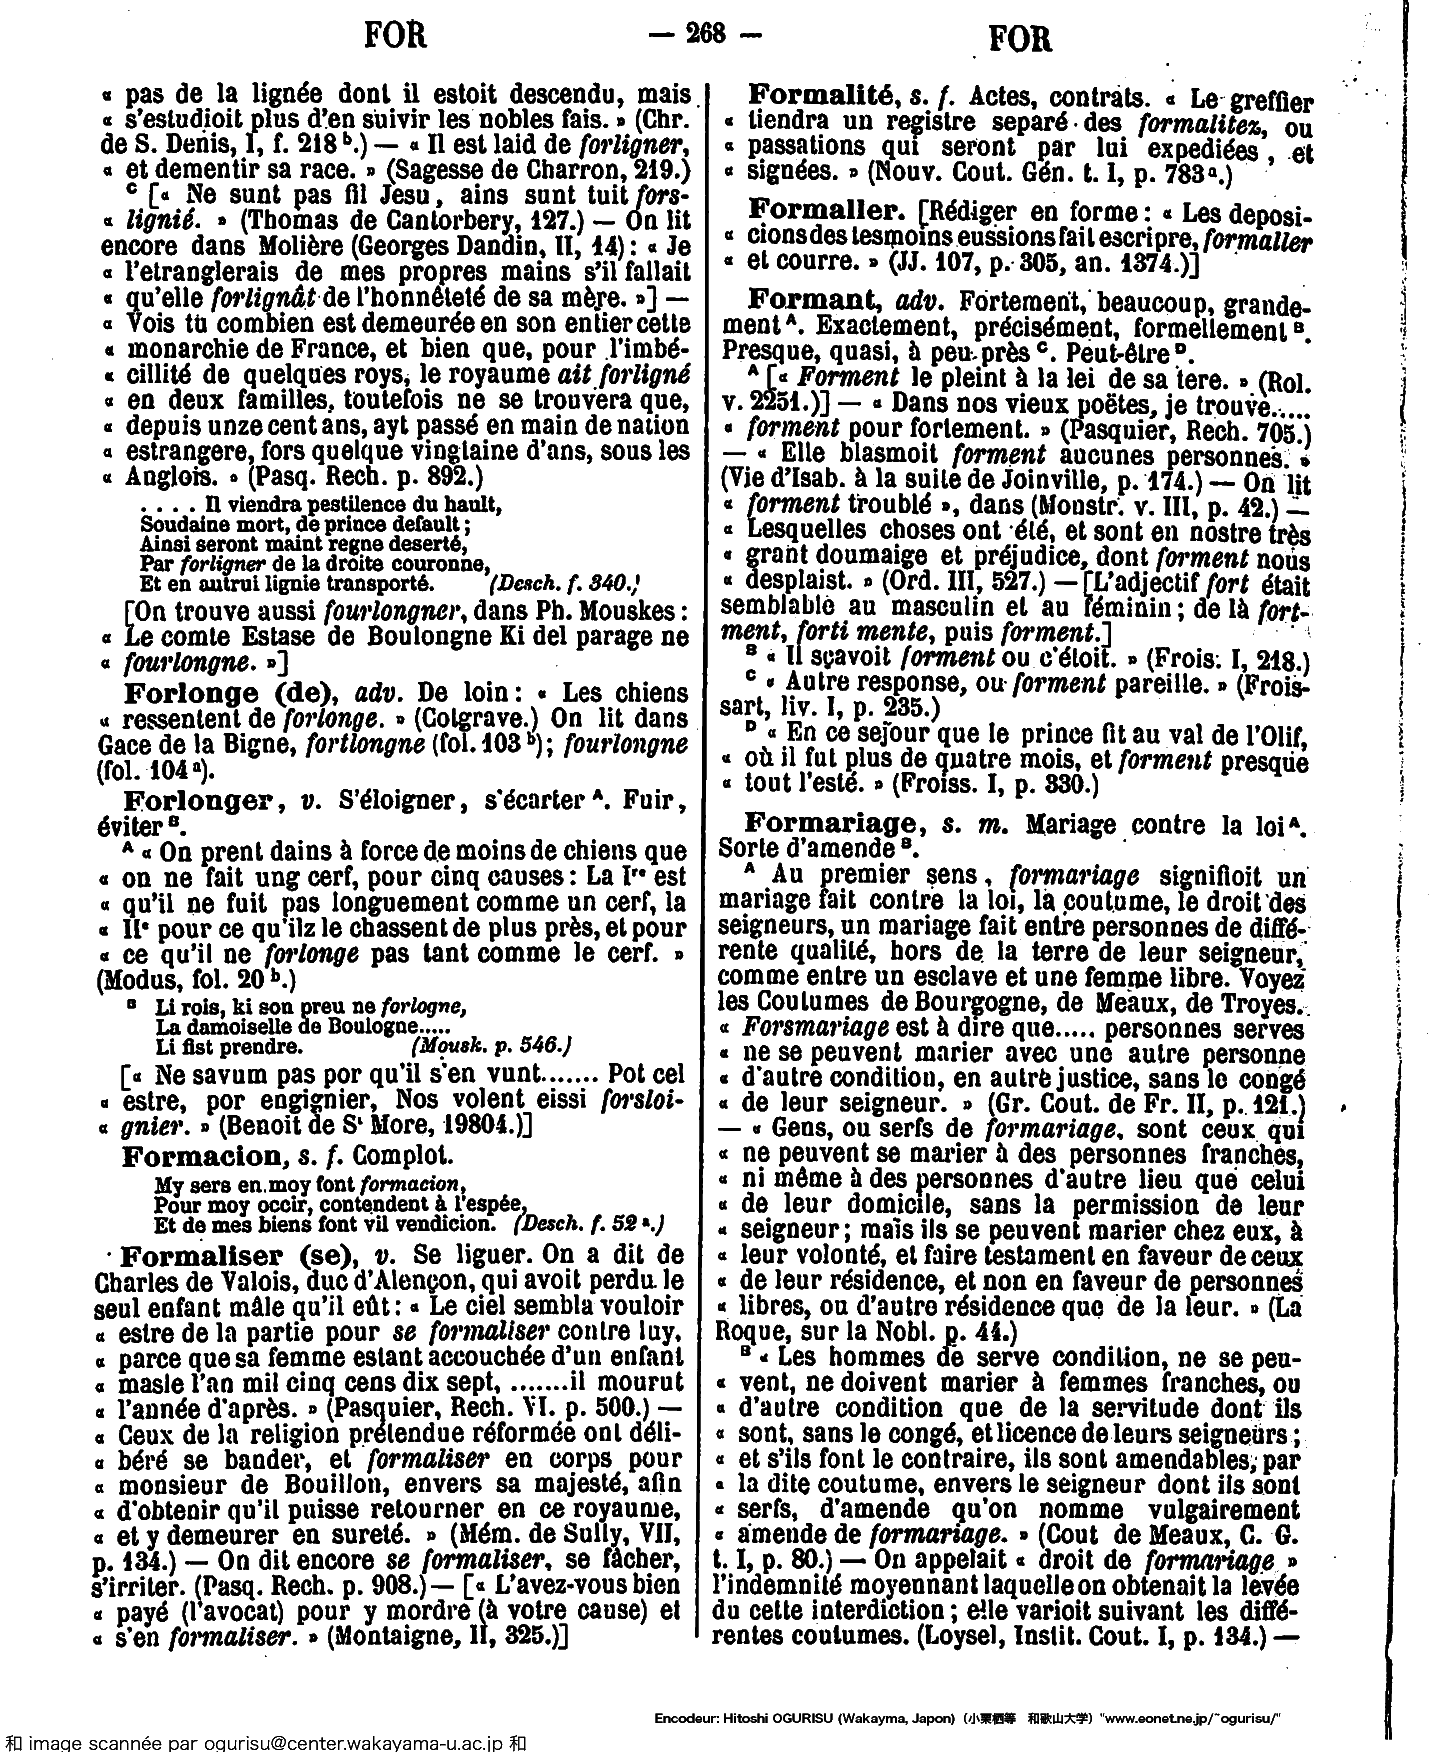 FOR — 268 — FOR
« pas de la lignée dont il estoit descendu, mais
« s'estudioit plus d'en suivir les nobles fais. » (Chr.
de S. Denis, I, f. 218 b.) — « Il est laid de forligner,
« et dementir sa race. » (Sagesse de Charron, 219.)
C [« Ne sunt pas fil Jesu, ains sunt tuit fors-
« lignié. » (Thomas de Cantorbery, 127.) — On lit
encore dans Molière (Georges Dandin, II, 14) : « Je
« l'etranglerais de mes propres mains s'il fallait
« qu'elle forlignât de l'honnêteté de sa mère. »] —
« Vois tu combien est demeurée en son entier cette
« monarchie de France, et bien que, pour l'imbé-
« cillité de quelques roys, le royaume ait forligné
« en deux familles, toutefois ne se trouvera que,
« depuis unze cent ans, ayt passé en main de nation
« estrangere, fors quelque vingtaine d'ans, sous les
« Anglois. » (Pasq. Rech. p. 892.)
. . . . Il viendra pestilence du hault,
Soudaine mort, de prince default ;
Ainsi seront maint regne deserté,
Par forligner de la droite couronne,
Et en autrui lignie transporté. (Desch. f. 340.)
[On trouve aussi fourlongner, dans Ph. Mouskes :
« Le comte Estase de Boulongne Ki del parage ne
« fourlongne. »]
Forlonge (de), adv. De loin : « Les chiens
« ressentent de forlonge. » (Cotgrave.) On lit dans
Gace de la Bigne, fortlongne (fol. 103 b) ; fourlongne
(fol. 104 a).
Forlonger, v. S'éloigner, s'écarter A. Fuir,
éviter B.
A « On prent dains à force de moins de chiens que
« on ne fait ung cerf, pour cinq causes : La Ire est
« qu'il ne fuit pas longuement comme un cerf, la
« IIe pour ce qu'ilz le chassent de plus près, et pour
« ce qu'il ne forlonge pas tant comme le cerf. »
(Modus, fol. 20 b.)
B Li rois, ki son preu ne forlogne,
La damoiselle de Boulogne.....
Li fist prendre. (Mousk. p. 546.)
[« Ne savum pas por qu'il s'en vunt....... Pot cel
« estre, por engignier, Nos volent eissi forsloi-
« gnier. » (Benoit de St More, 19804.)]
Formacion, s. f. Complot.
My sers en moy font formacion,
Pour moy occir, contendent à l'espée,
Et de mes biens font vil vendicion. (Desch. f. 52 a.)
Formaliser (se), v. Se liguer. On a dit de
Charles de Valois, duc d'Alençon, qui avoit perdu le
seul enfant mâle qu'il eût : « Le ciel sembla vouloir
« estre de la partie pour se formaliser contre luy,
« parce que sa femme estant accouchée d'un enfant
« masle l'an mil cinq cens dix sept, .......il mourut
« l'année d'après. » (Pasquier, Rech. VI. p. 500.) —
« Ceux de la religion prétendue réformée ont déli-
« béré se bander, et formaliser en corps pour
« monsieur de Bouillon, envers sa majesté, afin
« d'obtenir qu'il puisse retourner en ce royaume,
« et y demeurer en sureté. » (Mém. de Sully, VII,
p. 134.) — On dit encore se formaliser, se fâcher,
s'irriter. (Pasq. Rech. p. 908.) — [« L'avez-vous bien
« payé (l'avocat) pour y mordre (à votre cause) et
« s'en formaliser. » (Montaigne, II, 325.)]
Formalité, s. f. Actes, contrats. « Le greffier
« tiendra un registre separé des formalitez, ou
« passations qui seront par lui expediées, et
« signées. » (Nouv. Cout. Gén. t. I, p. 783 a.)
Formaller. [Rédiger en forme : « Les deposi-
« cions des tesmoins eussions fait escripre, formaller
« et courre. » (JJ. 107, p. 305, an. 1374.)]
Formant, adv. Fortement, beaucoup, grande-
ment A. Exactement, précisément, formellement B.
Presque, quasi, à peu près C. Peut-être D.
A [« Forment le pleint à la lei de sa tere. » (Rol.
v. 2251.)] — « Dans nos vieux poëtes, je trouve.....
« forment pour fortement. » (Pasquier, Rech. 705.)
— « Elle blasmoit forment aucunes personnes. »
(Vie d'Isab. à la suite de Joinville, p. 174.) — On lit
« forment troublé », dans (Monstr. v. III, p. 42.) —
« Lesquelles choses ont été, et sont en nostre très
« grant doumaige et préjudice, dont forment nous
« desplaist. » (Ord. III, 527.) — [L'adjectif fort était
semblable au masculin et au féminin ; de là fort-
ment, forti mente, puis forment.]
B « Il sçavoit forment ou c'étoit. » (Frois. I, 218.)
C « Autre response, ou forment pareille. » (Frois-
sart, liv. I, p. 235.)
D « En ce sejour que le prince fit au val de l'Olif,
« où il fut plus de quatre mois, et forment presque
« tout l'esté. » (Froiss. I, p. 330.)
Formariage, s. m. Mariage contre la loi A.
Sorte d'amende B.
A Au premier sens, formariage signifioit un
mariage fait contre la loi, la coutume, le droit des
seigneurs, un mariage fait entre personnes de diffé-
rente qualité, hors de la terre de leur seigneur,
comme entre un esclave et une femme libre. Voyez
les Coutumes de Bourgogne, de Meaux, de Troyes.
« Forsmariage est à dire que..... personnes serves
« ne se peuvent marier avec une autre personne
« d'autre condition, en autre justice, sans le congé
« de leur seigneur. » (Gr. Cout. de Fr. II, p. 121.)
— « Gens, ou serfs de formariage, sont ceux qui
« ne peuvent se marier à des personnes franches,
« ni même à des personnes d'autre lieu que celui
« de leur domicile, sans la permission de leur
« seigneur ; mais ils se peuvent marier chez eux, à
« leur volonté, et faire testament en faveur de ceux
« de leur résidence, et non en faveur de personnes
« libres, ou d'autre résidence que de la leur. » (La
Roque, sur la Nobl. p. 44.)
B « Les hommes de serve condition, ne se peu-
« vent, ne doivent marier à femmes franches, ou
« d'autre condition que de la servitude dont ils
« sont, sans le congé, et licence de leurs seigneurs ;
« et s'ils font le contraire, ils sont amendables, par
« la dite coutume, envers le seigneur dont ils sont
« serfs, d'amende qu'on nomme vulgairement
« amende de formariage. » (Cout de Meaux, C. G.
t. I, p. 80.) — On appelait « droit de formariage »
l'indemnité moyennant laquelle on obtenait la levée
du cette interdiction ; elle varioit suivant les diffé-
rentes coutumes. (Loysel, Instit. Cout. I, p. 134.) —
Encodeur: Hitoshi OGURISU (Wakayma, Japon) (小栗栖等 和歌山大学) "www.eonet.ne.jp/~ogurisu/"
和 image scannée par ogurisu@center.wakayama-u.ac.jp 和